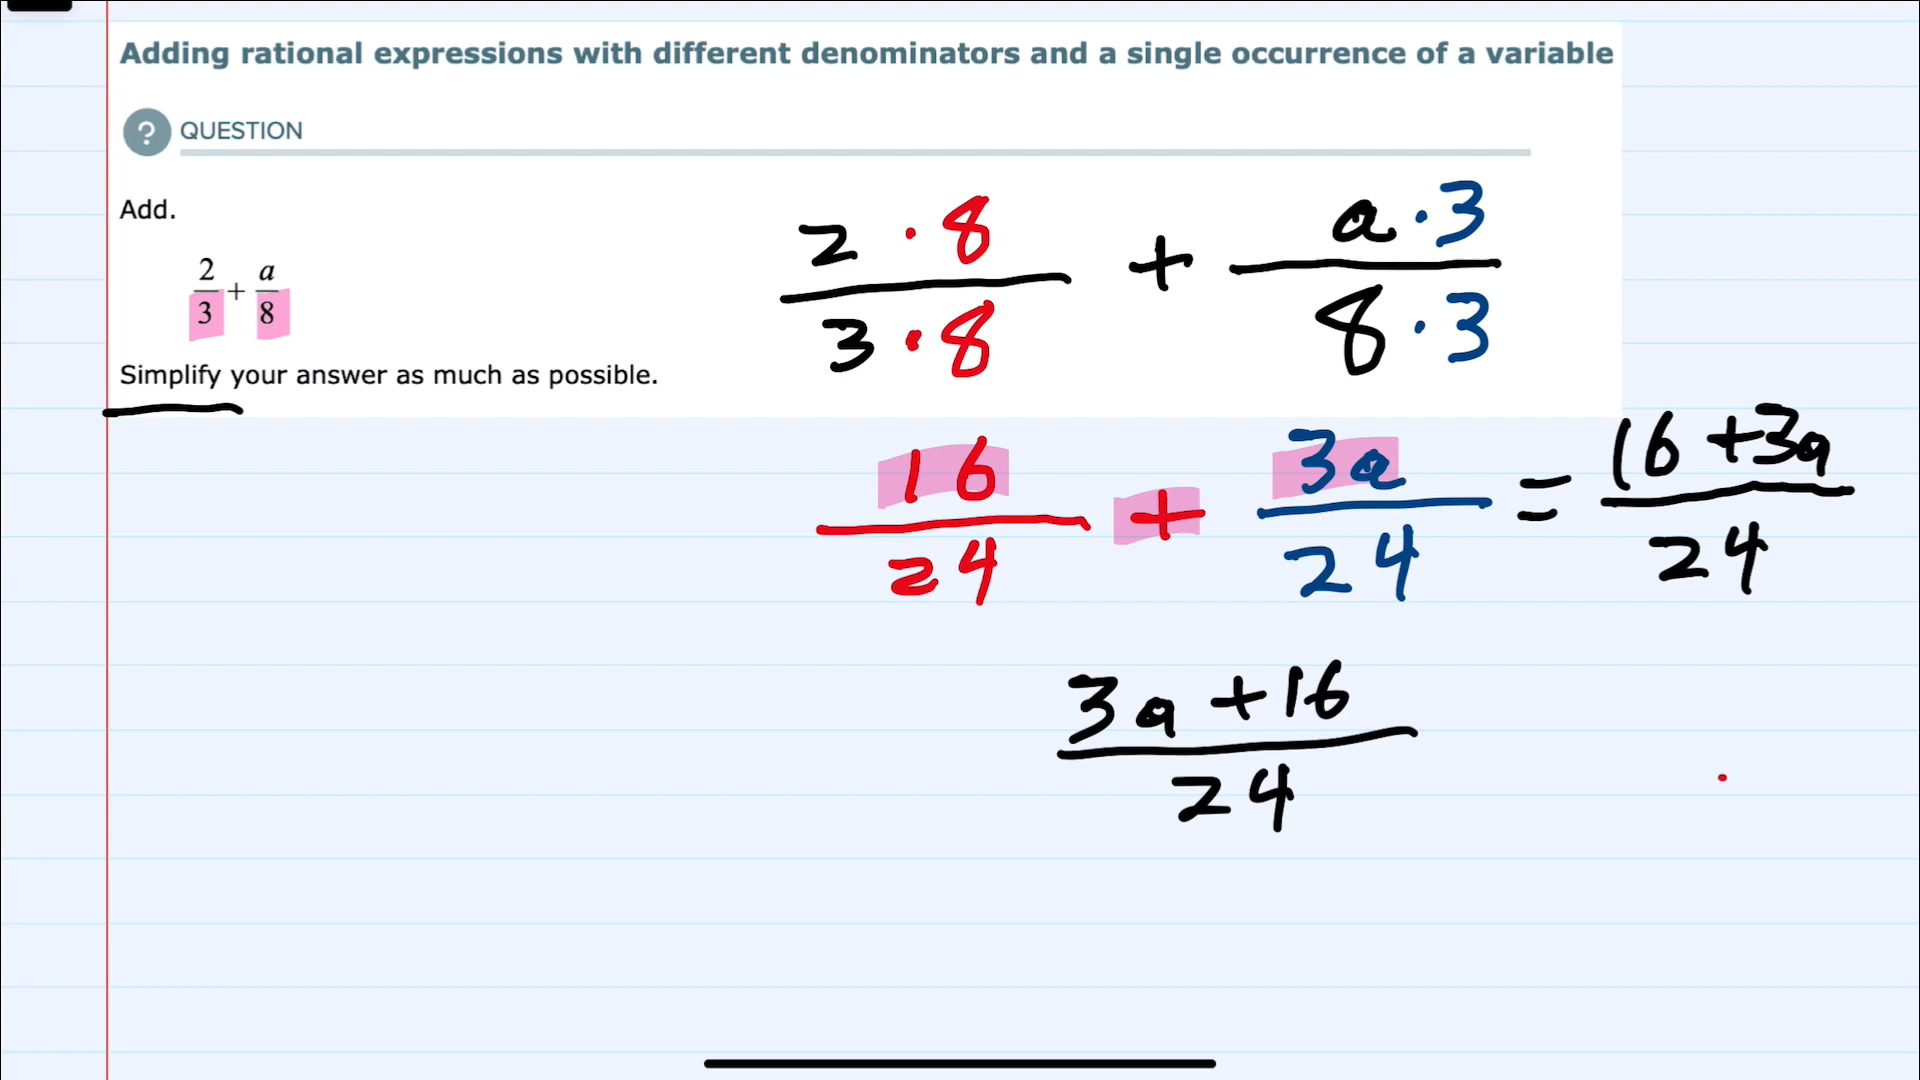 Adding rational expressions with different denominators and a single occurrence of a variable
? QUESTION
Add.
2/3 + a/8
Simplify your answer as much as possible.
2 · 8 / 3 · 8 + a · 3 / 8 · 3
16/24 + 3a/24 = 16 + 3a / 24
3a + 16 / 24